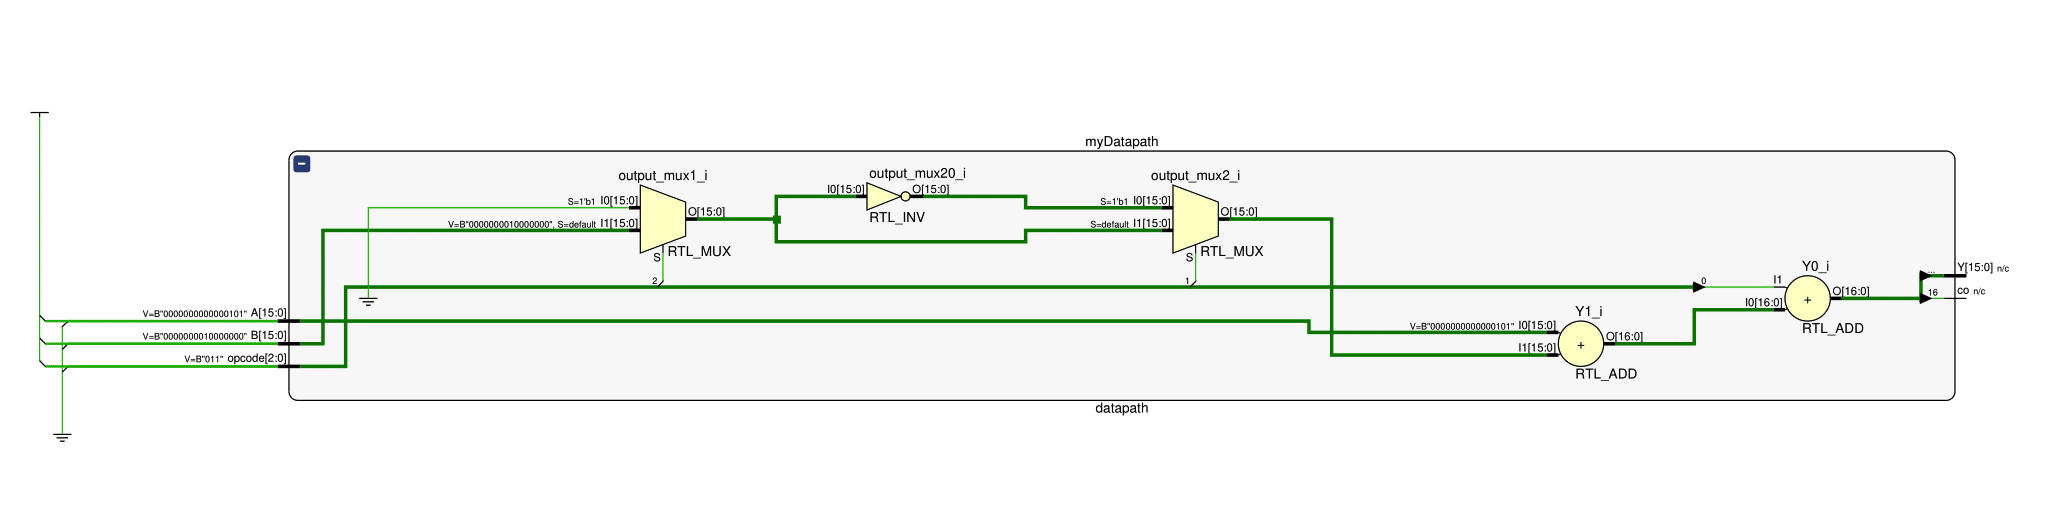 myDatapath
output_mux1_i
output_mux20_i
output_mux2_i
I0[15:0]
O[15:0]
S=1'b1 I0[15:0]
S=1'b1 I0[15:0]
O[15:0]
O[15:0]
RTL_INV
V=B"0000000010000000", S=default I1[15:0]
S=default I1[15:0]
S
RTL_MUX
S
RTL_MUX
2
1
0
I1
Y0_i
O[16:0]
...
Y[15:0] n/c
16
co n/c
I0[16:0]
+
RTL_ADD
V=B"0000000000000101" A[15:0]
V=B"0000000010000000" B[15:0]
V=B"011" opcode[2:0]
Y1_i
V=B"0000000000000101" I0[15:0]
O[16:0]
+
I1[15:0]
RTL_ADD
datapath